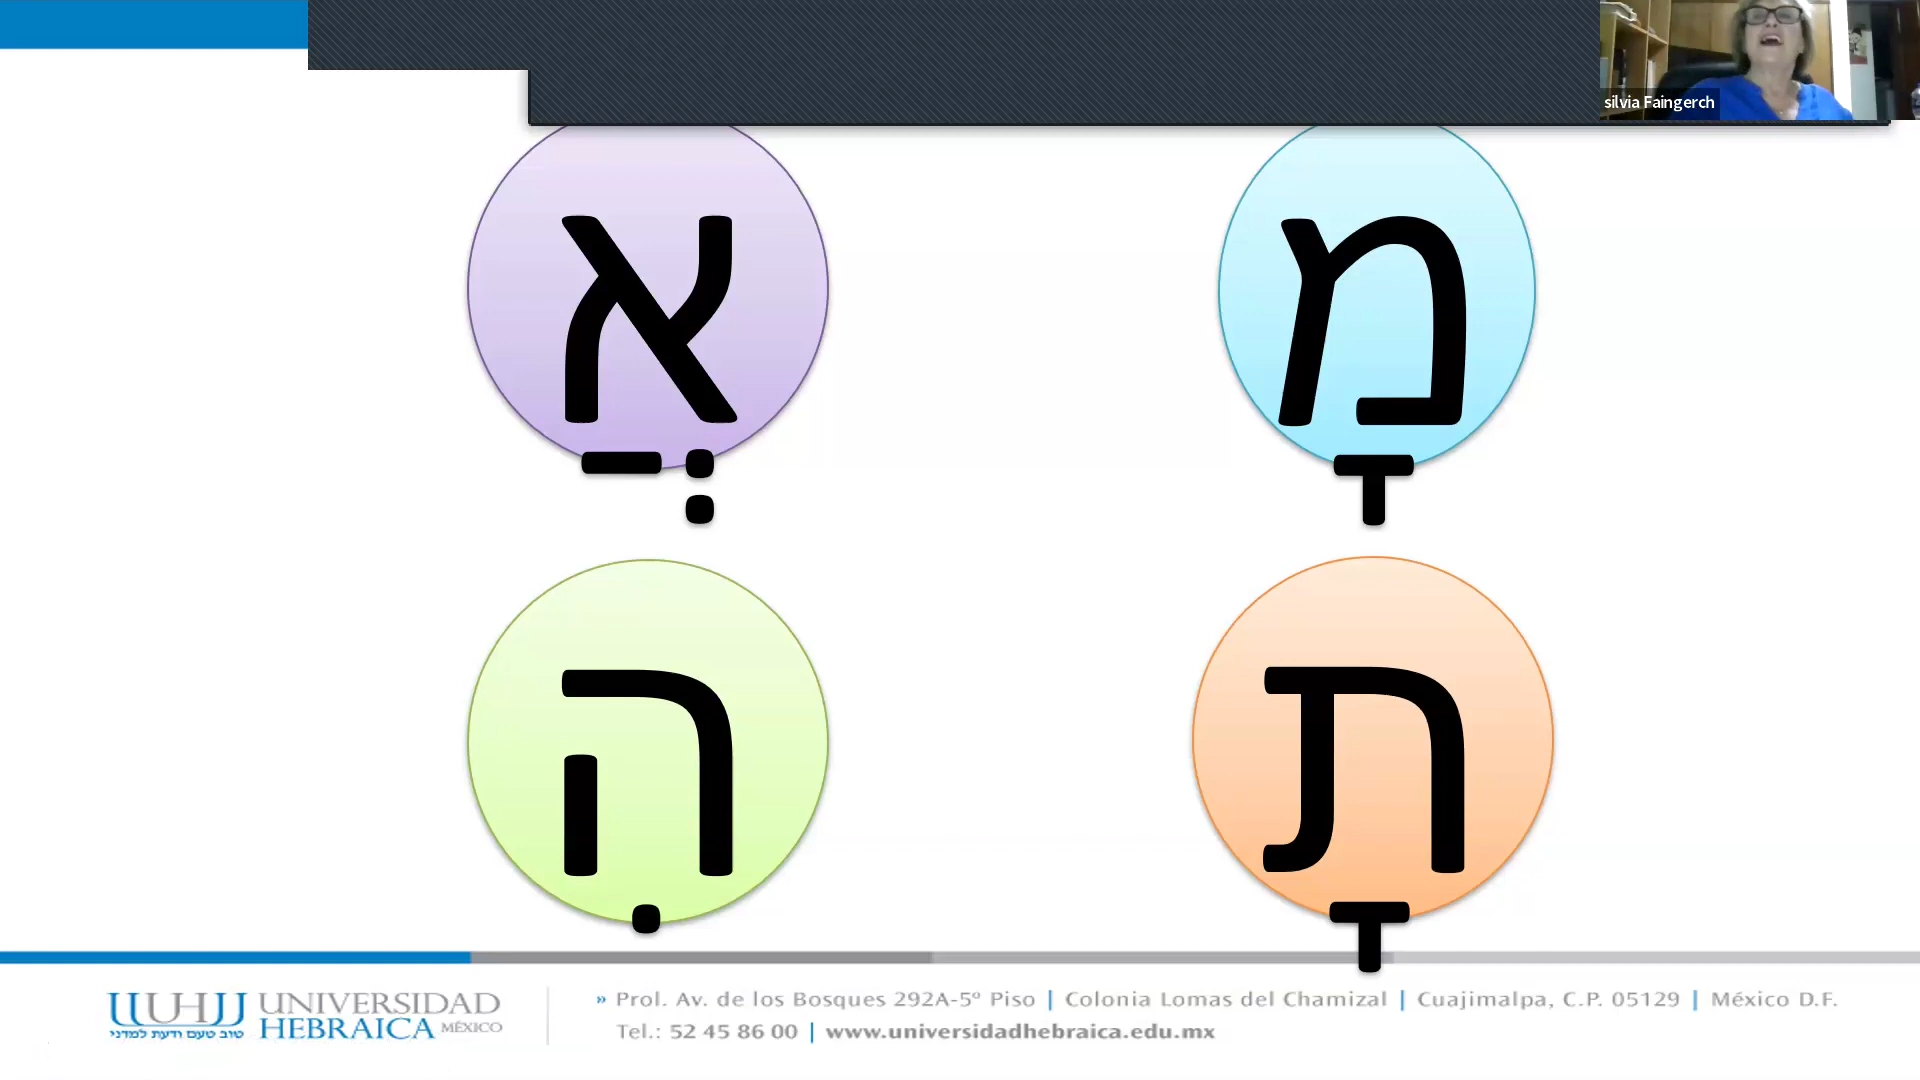 silvia Faingerch
מָ
אֲ
תָ
הִ
UHJJ UNIVERSIDAD
HEBRAICA MÉXICO
טוב טעם ודעת למדני
» Prol. Av. de los Bosques 292A-5º Piso | Colonia Lomas del Chamizal | Cuajimalpa, C.P. 05129 | México D.F.
Tel.: 52 45 86 00 | www.universidadhebraica.edu.mx